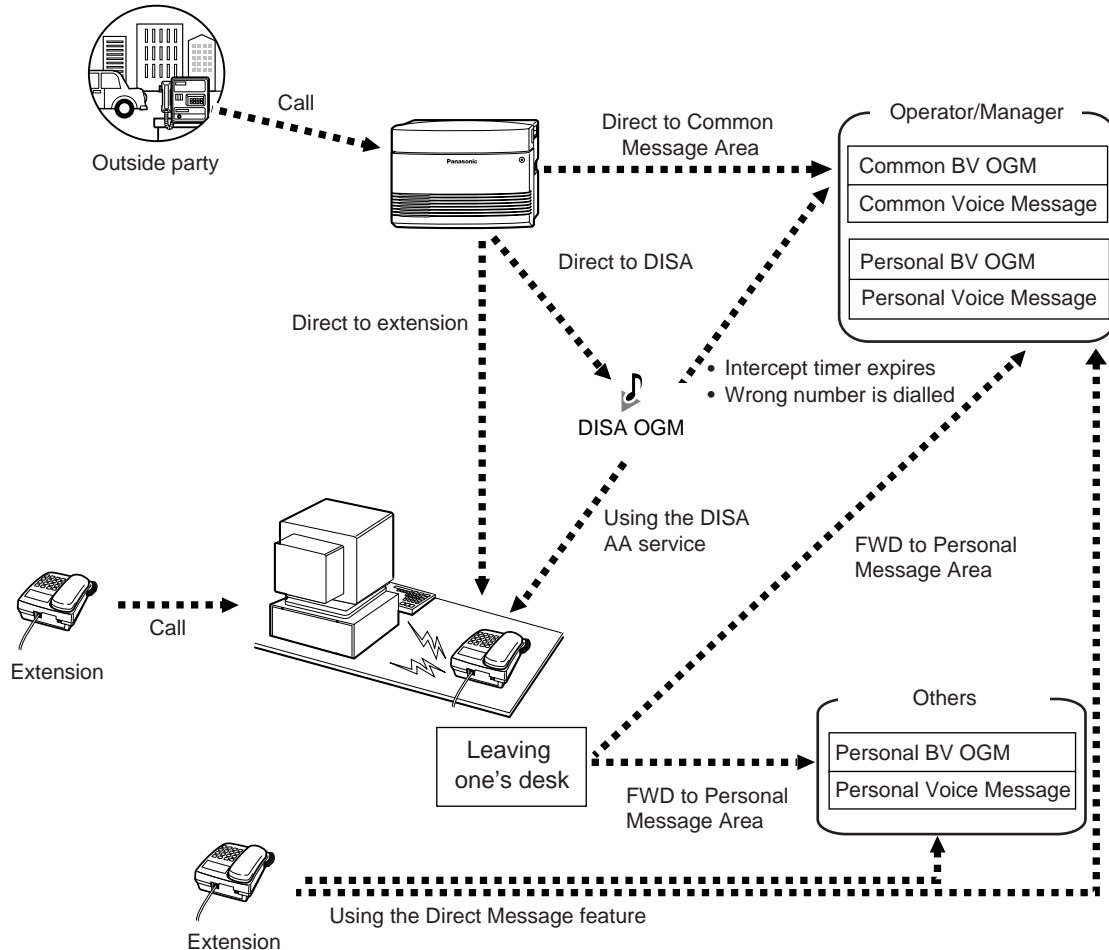 Outside party
Call
Panasonic
Direct to Common
Message Area
Operator/Manager
Common BV OGM
Common Voice Message
Personal BV OGM
Personal Voice Message
Direct to DISA
Direct to extension
• Intercept timer expires
• Wrong number is dialled
DISA OGM
Using the DISA
AA service
FWD to Personal
Message Area
Extension
Call
Leaving
one's desk
FWD to Personal
Message Area
Others
Personal BV OGM
Personal Voice Message
Extension
Using the Direct Message feature